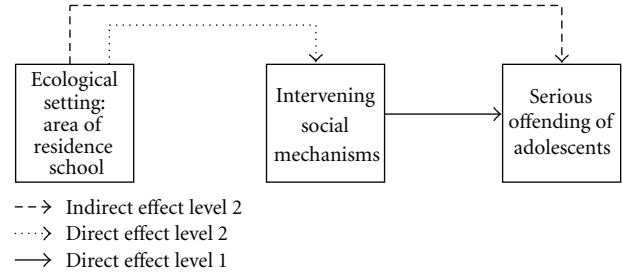 Ecological
setting:
area of
residence
school
Intervening
social
mechanisms
Serious
offending of
adolescents
Indirect effect level 2
Direct effect level 2
Direct effect level 1